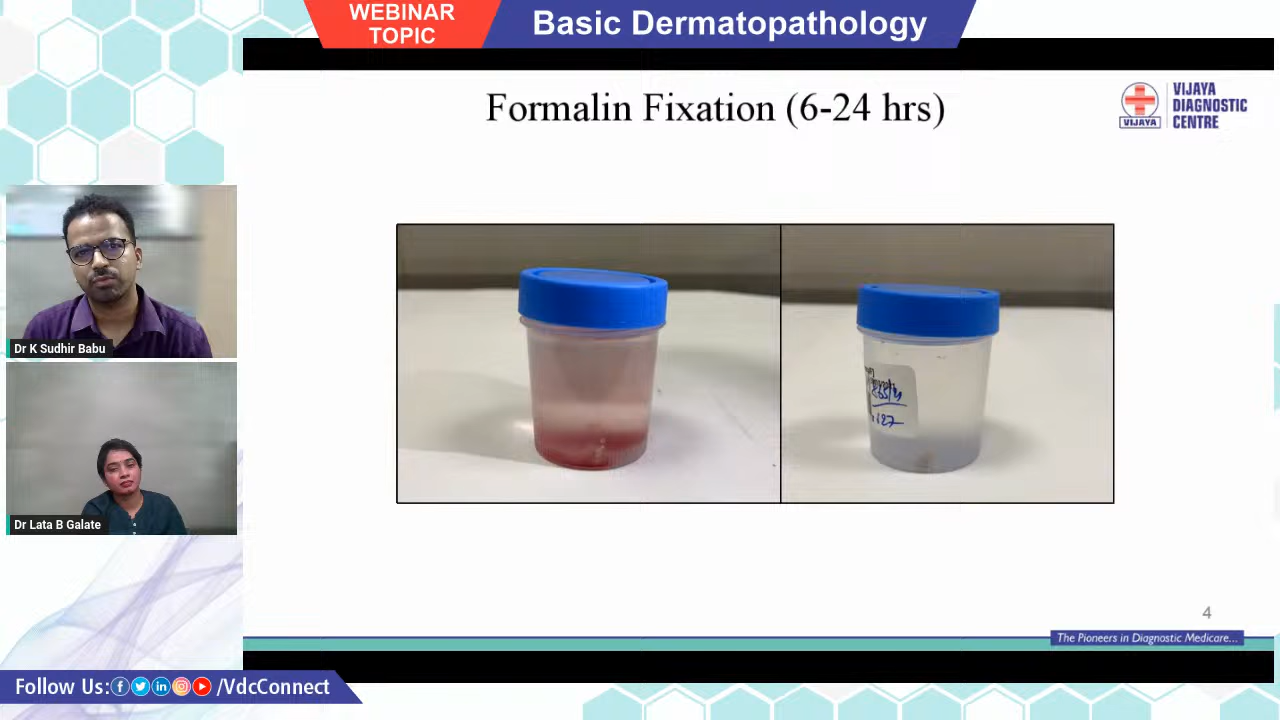 WEBINAR
TOPIC
Basic Dermatopathology
Formalin Fixation (6-24 hrs)
VIJAYA
VIJAYA
DIAGNOSTIC
CENTRE
Dr K Sudhir Babu
Dr Lata B Galate
4
The Pioneers in Diagnostic Medicare...
Follow Us: /VdcConnect